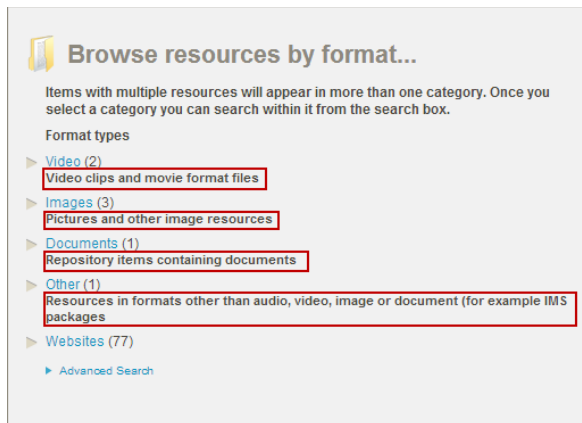 Browse resources by format...
Items with multiple resources will appear in more than one category. Once you
select a category you can search within it from the search box.
Format types
Video (2)
Video clips and movie format files
Images (3)
Pictures and other image resources
Documents (1)
Repository items containing documents
Other (1)
Resources in formats other than audio, video, image or document (for example IMS
packages
Websites (77)
Advanced Search